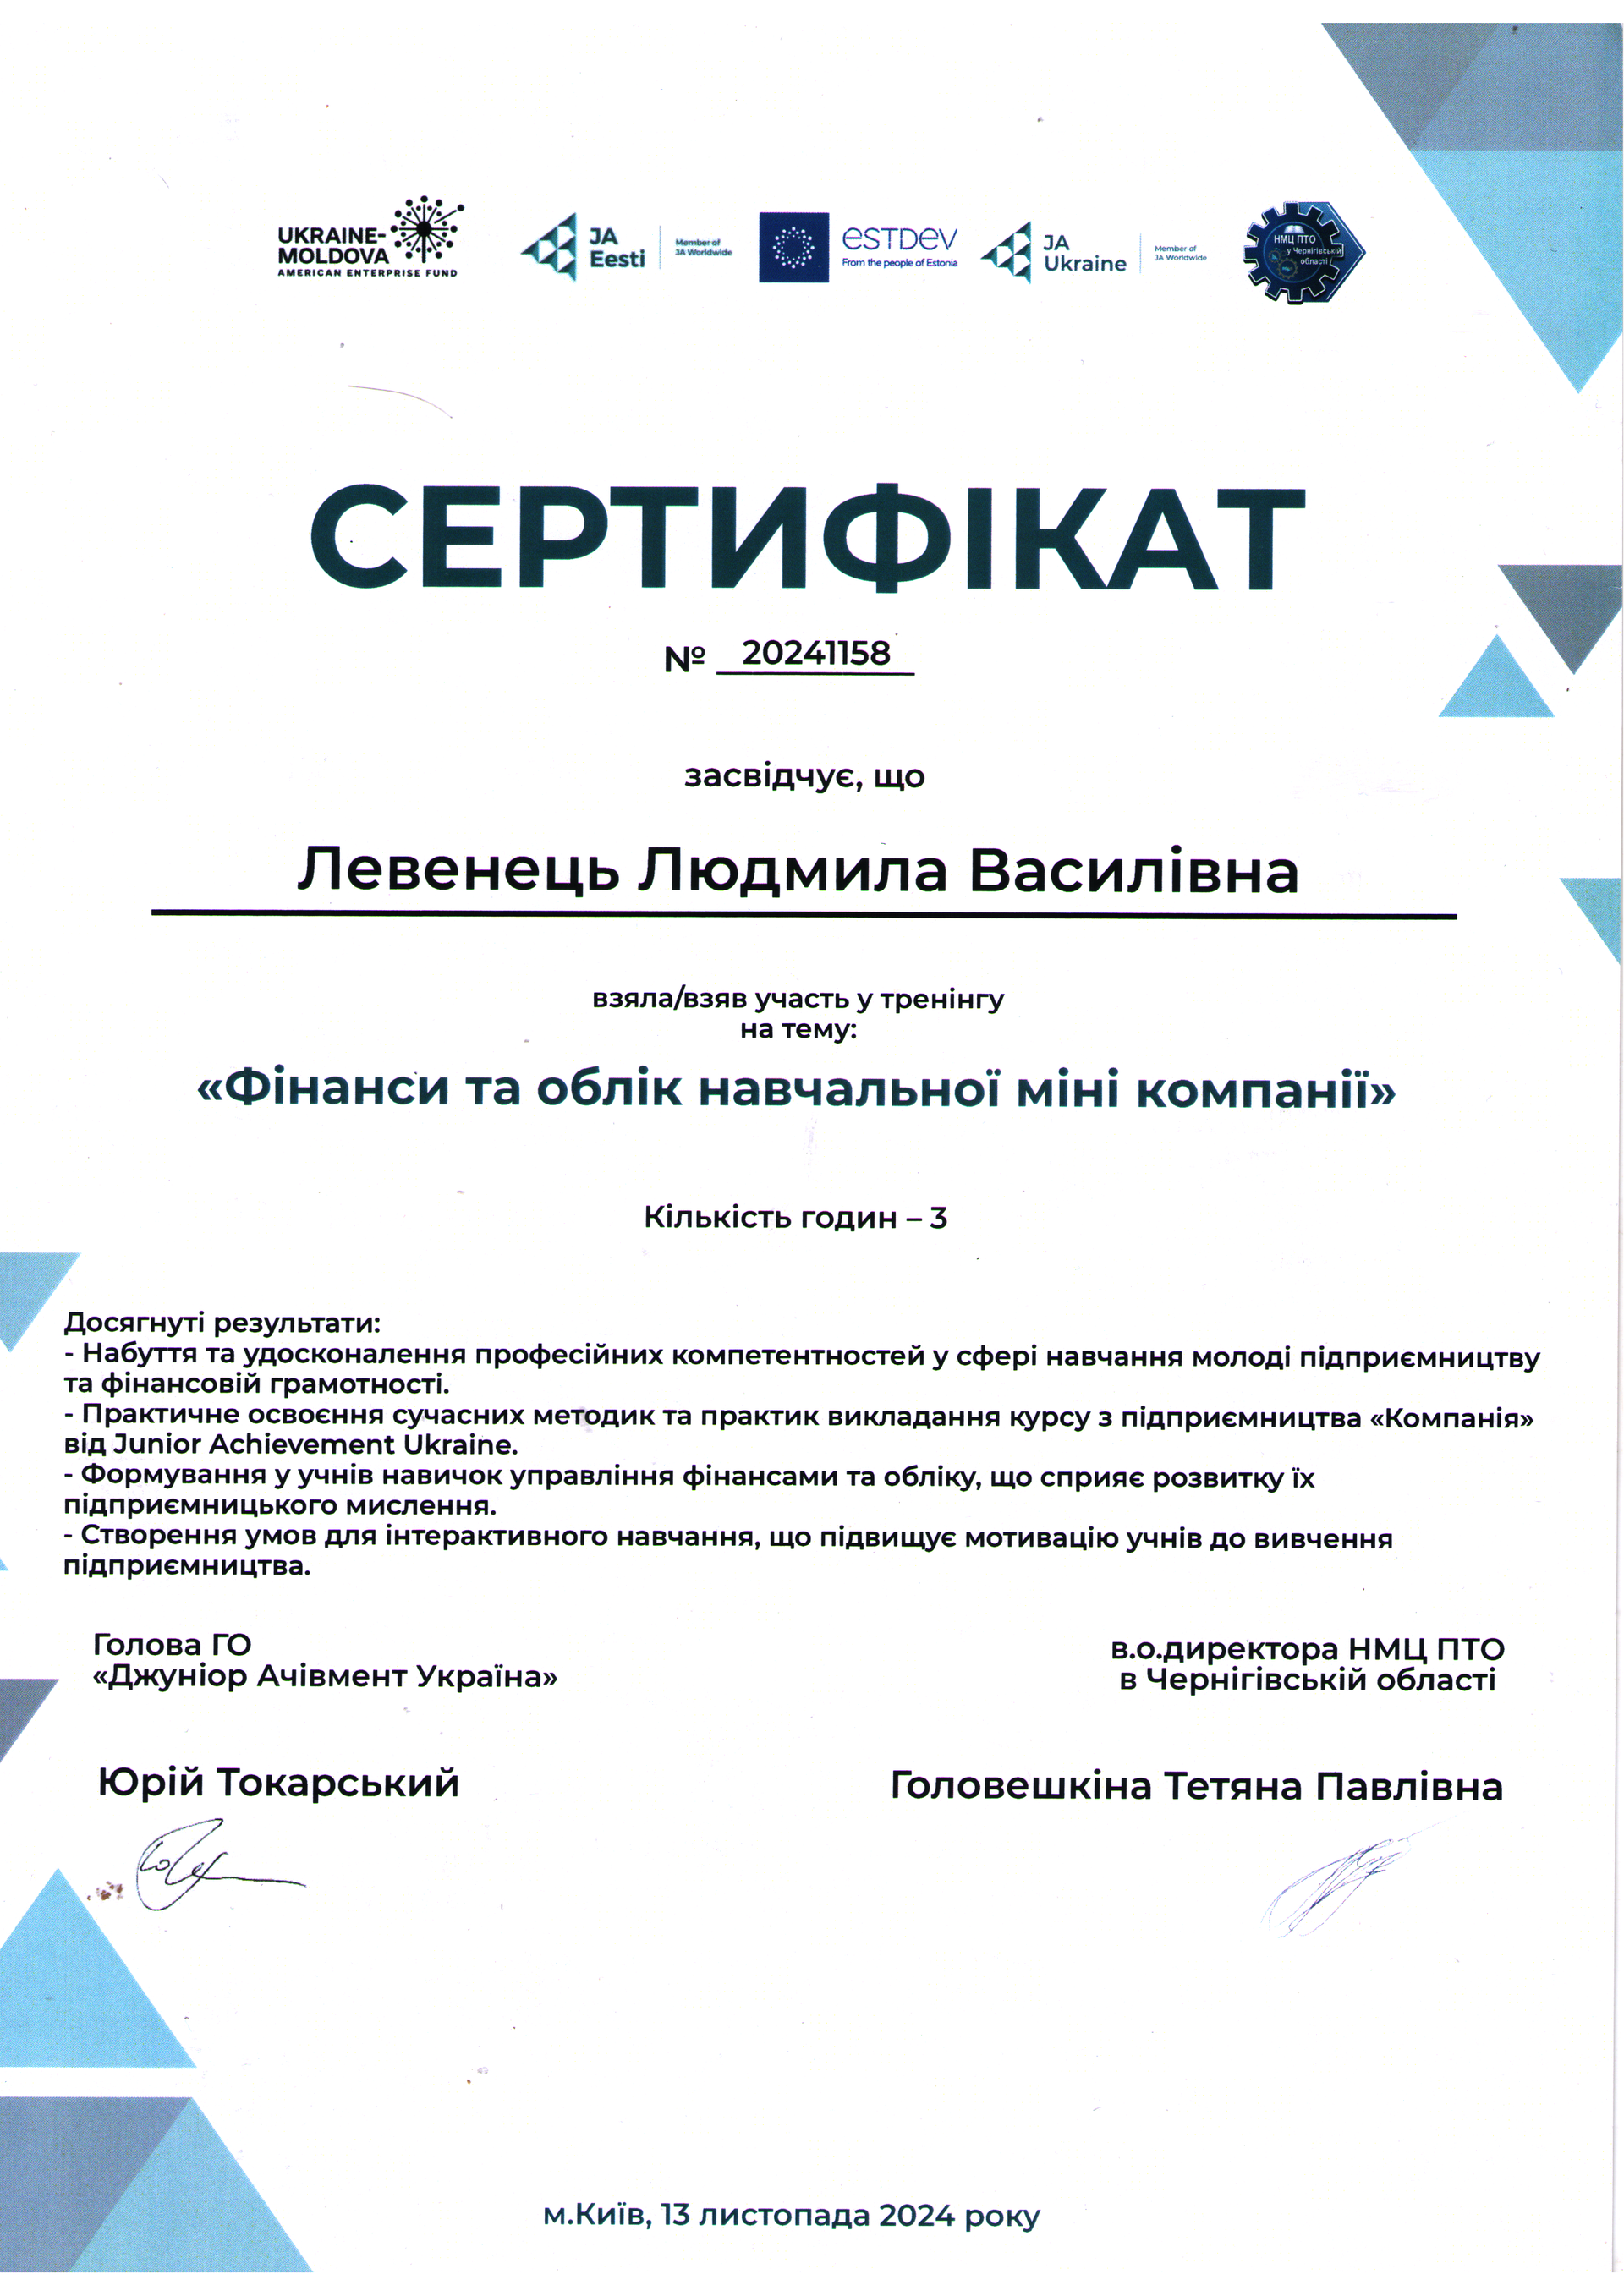 UKRAINE-
MOLDOVA
AMERICAN ENTERPRISE FUND
JA
Eesti
Member of
JA Worldwide
ESTDEV
From the people of Estonia
JA
Ukraine
Member of
JA Worldwide
НМЦ ПТО
у Чернігівській
області
СЕРТИФІКАТ
№ 20241158
засвідчує, що
Левенець Людмила Василівна
взяла/взяв участь у тренінгу
на тему:
«Фінанси та облік навчальної міні компанії»
Кількість годин – 3
Досягнуті результати:
- Набуття та удосконалення професійних компетентностей у сфері навчання молоді підприємництву
та фінансовій грамотності.
- Практичне освоєння сучасних методик та практик викладання курсу з підприємництва «Компанія»
від Junior Achievement Ukraine.
- Формування у учнів навичок управління фінансами та обліку, що сприяє розвитку їх
підприємницького мислення.
- Створення умов для інтерактивного навчання, що підвищує мотивацію учнів до вивчення
підприємництва.
Голова ГО
«Джуніор Ачівмент Україна»
в.о.директора НМЦ ПТО
в Чернігівській області
Юрій Токарський
Головешкіна Тетяна Павлівна
м.Київ, 13 листопада 2024 року